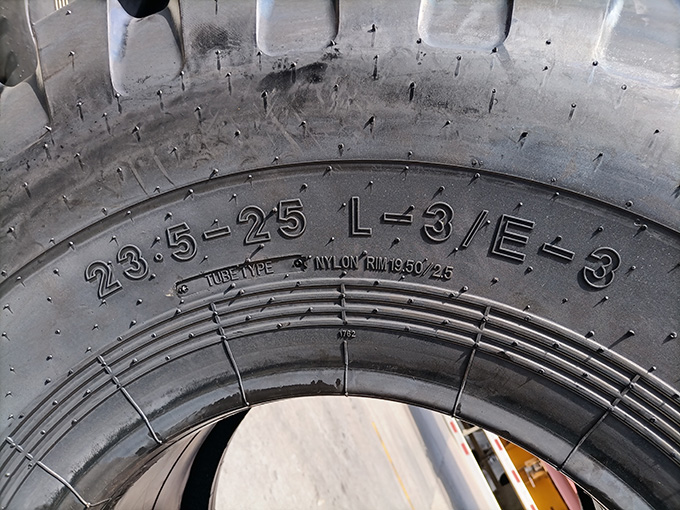 23.5-25 L-3/E-3
TUBE TYPE NYLON RIM 19.50/2.5